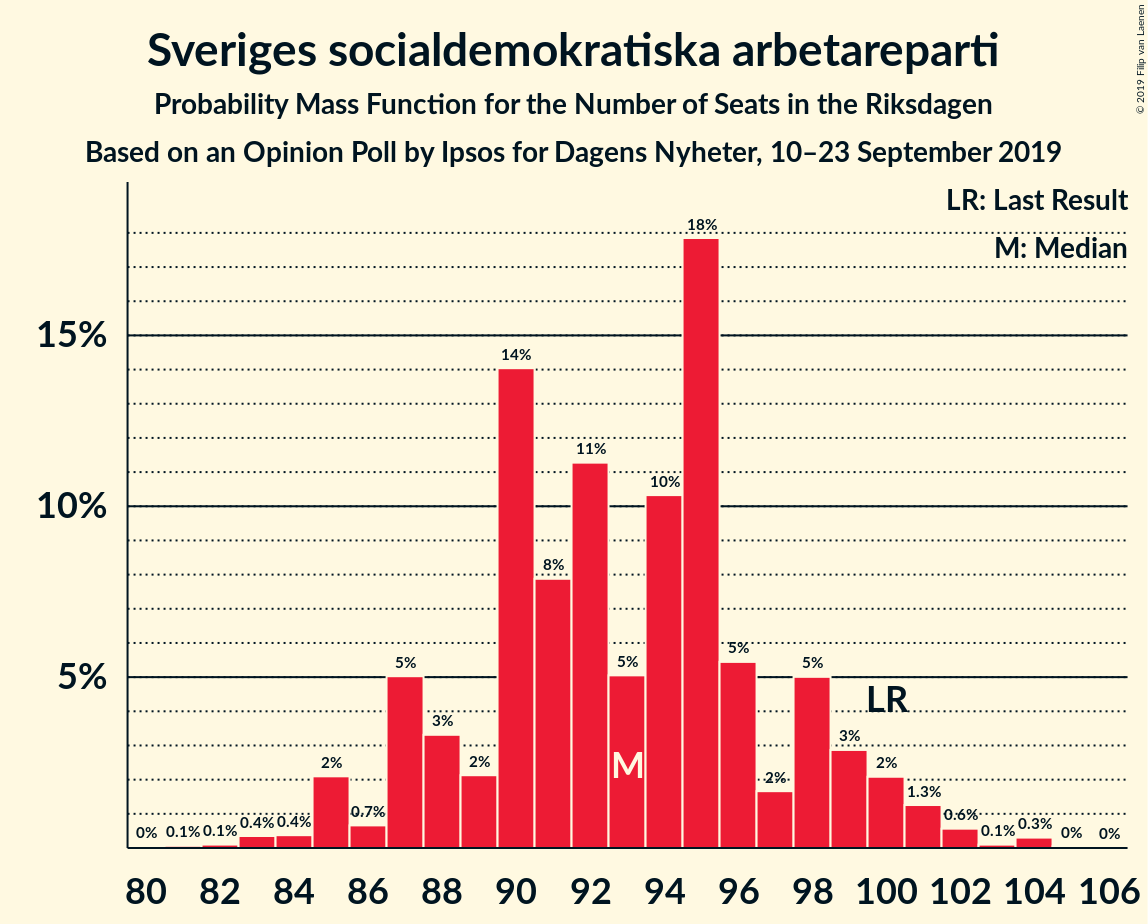 Sveriges socialdemokratiska arbetareparti
Probability Mass Function for the Number of Seats in the Riksdagen
Based on an Opinion Poll by Ipsos for Dagens Nyheter, 10–23 September 2019
© 2019 Filip van Laenen
LR: Last Result
M: Median
15%
10%
5%
0% 0.1% 0.1% 0.4% 0.4% 2% 0.7% 5% 3% 2% 14% 8% 11% 5% 10% 18% 5% 2% 5% 3% 2% 1.3% 0.6% 0.1% 0.3% 0% 0%
M
LR
80 82 84 86 88 90 92 94 96 98 100 102 104 106